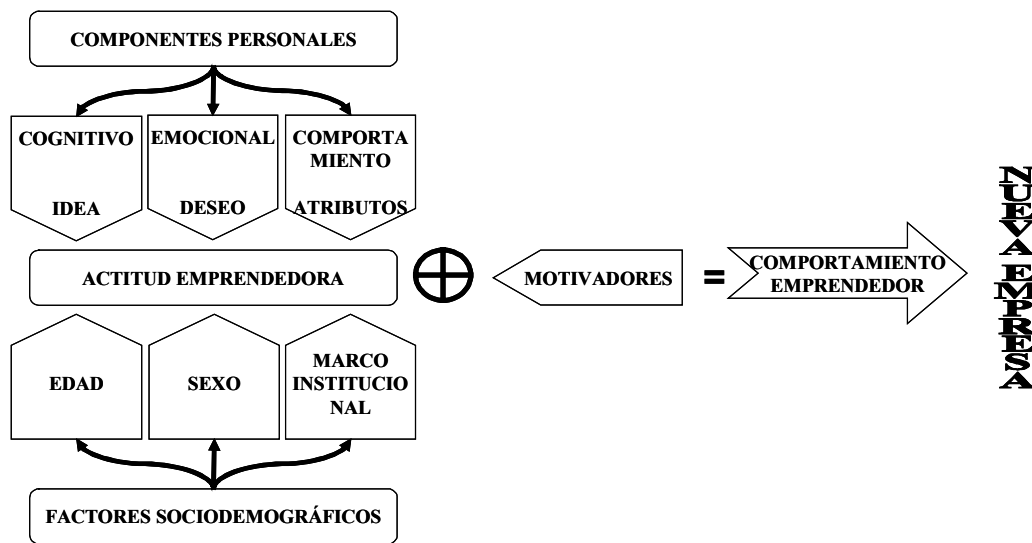 COMPONENTES PERSONALES
COGNITIVO
IDEA
EMOCIONAL
DESEO
COMPORTA
MIENTO
ATRIBUTOS
ACTITUD EMPRENDEDORA
MOTIVADORES
=
COMPORTAMIENTO
EMPRENDEDOR
NUEVA EMPRESA
EDAD
SEXO
MARCO
INSTITUCIO
NAL
FACTORES SOCIODEMOGRÁFICOS